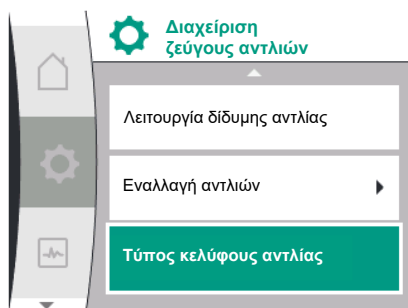 Διαχείριση
ζεύγους αντλιών
Λειτουργία δίδυμης αντλίας
Εναλλαγή αντλιών
Τύπος κελύφους αντλίας